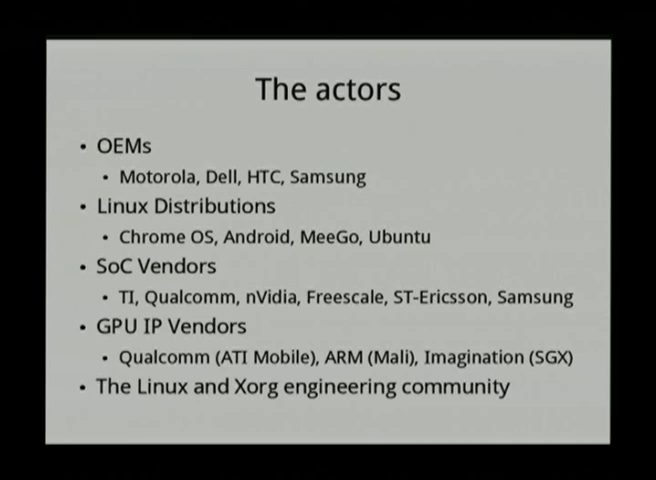 The actors
• OEMs
• Motorola, Dell, HTC, Samsung
• Linux Distributions
• Chrome OS, Android, MeeGo, Ubuntu
• SoC Vendors
• TI, Qualcomm, nVidia, Freescale, ST-Ericsson, Samsung
• GPU IP Vendors
• Qualcomm (ATI Mobile), ARM (Mali), Imagination (SGX)
• The Linux and Xorg engineering community